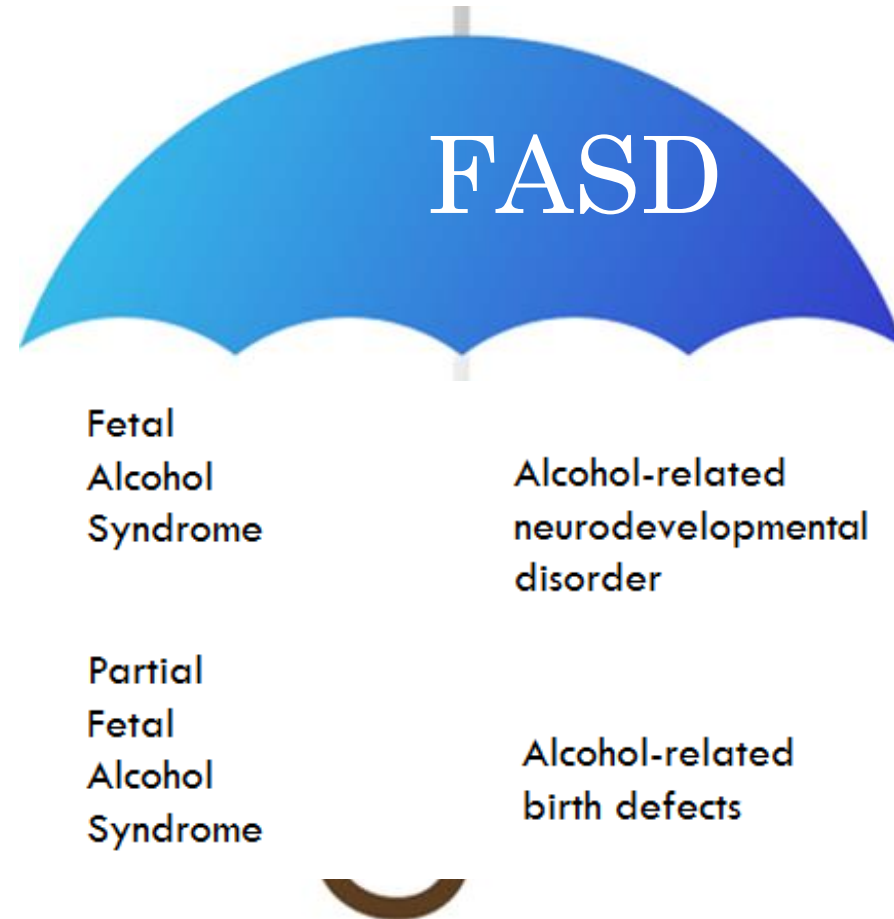 FASD
Fetal
Alcohol
Syndrome
Alcohol-related
neurodevelopmental
disorder
Partial
Fetal
Alcohol
Syndrome
Alcohol-related
birth defects